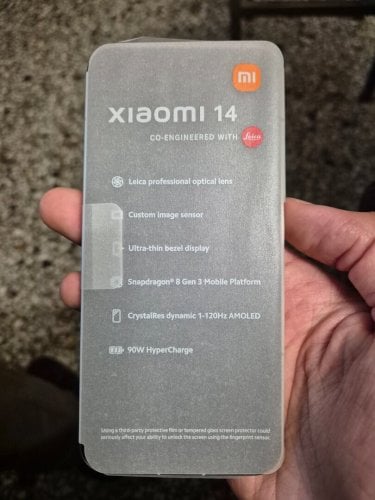 mi
xiaomi 14
CO-ENGINEERED WITH Leica
Leica professional optical lens
Custom image sensor
Ultra-thin bezel display
Snapdragon® 8 Gen 3 Mobile Platform
CrystalRes dynamic 1-120Hz AMOLED
90W HyperCharge
Using a third-party protective film or tempered glass screen protector could
seriously affect your ability to unlock the screen using the fingerprint sensor.